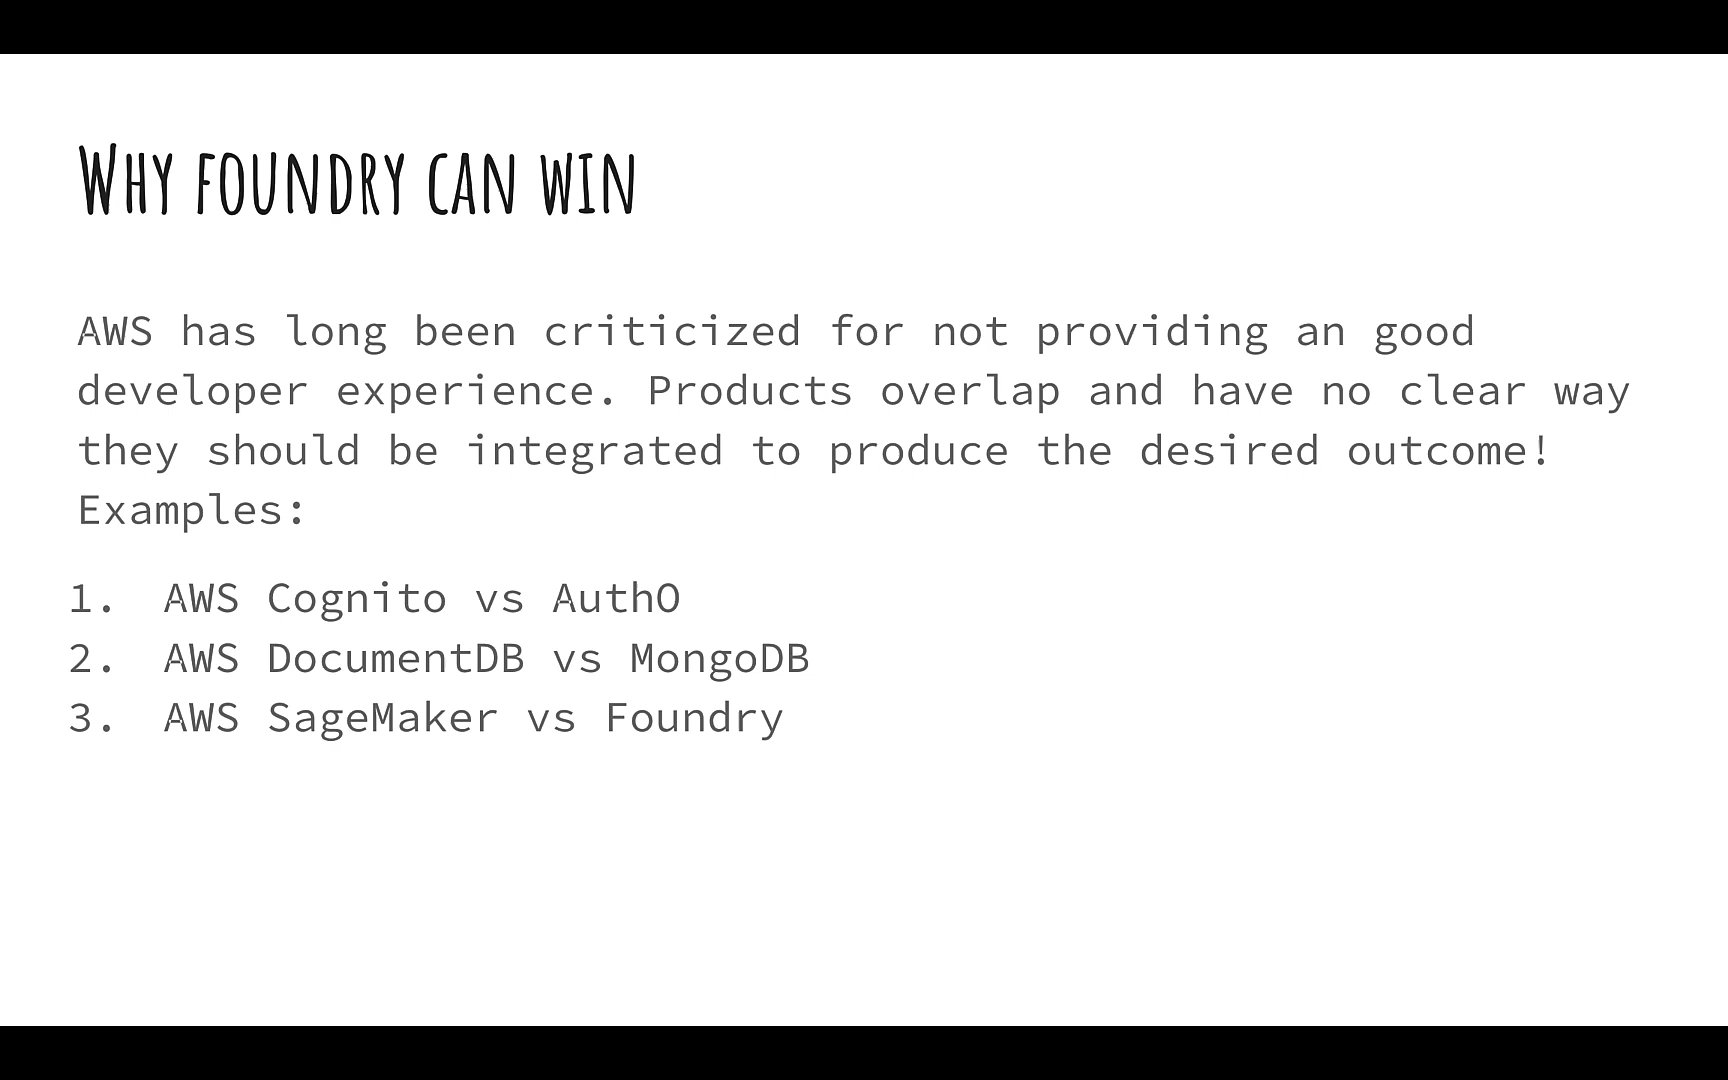 Why foundry can win
AWS has long been criticized for not providing an good
developer experience. Products overlap and have no clear way
they should be integrated to produce the desired outcome!
Examples:
1. AWS Cognito vs AuthO
2. AWS DocumentDB vs MongoDB
3. AWS SageMaker vs Foundry